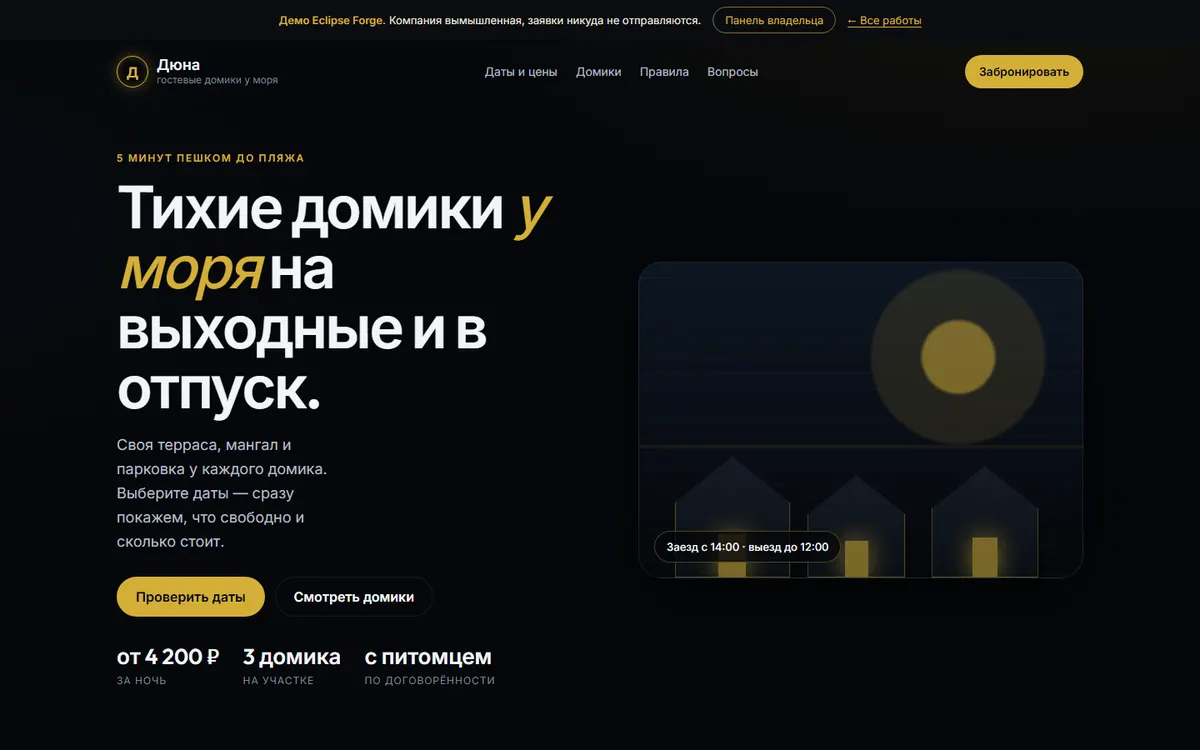 Демо Eclipse Forge. Компания вымышленная, заявки никуда не отправляются.
Панель владельца
← Все работы
Д
Дюна
гостевые домики у моря
Даты и цены
Домики
Правила
Вопросы
Забронировать
5 МИНУТ ПЕШКОМ ДО ПЛЯЖА
Тихие домики у
моря на
выходные и в
отпуск.
Своя терраса, мангал и
парковка у каждого домика.
Выберите даты — сразу
покажем, что свободно и
сколько стоит.
Проверить даты
Смотреть домики
от 4 200 ₽
ЗА НОЧЬ
3 домика
НА УЧАСТКЕ
с питомцем
ПО ДОГОВОРЁННОСТИ
Заезд с 14:00 · выезд до 12:00